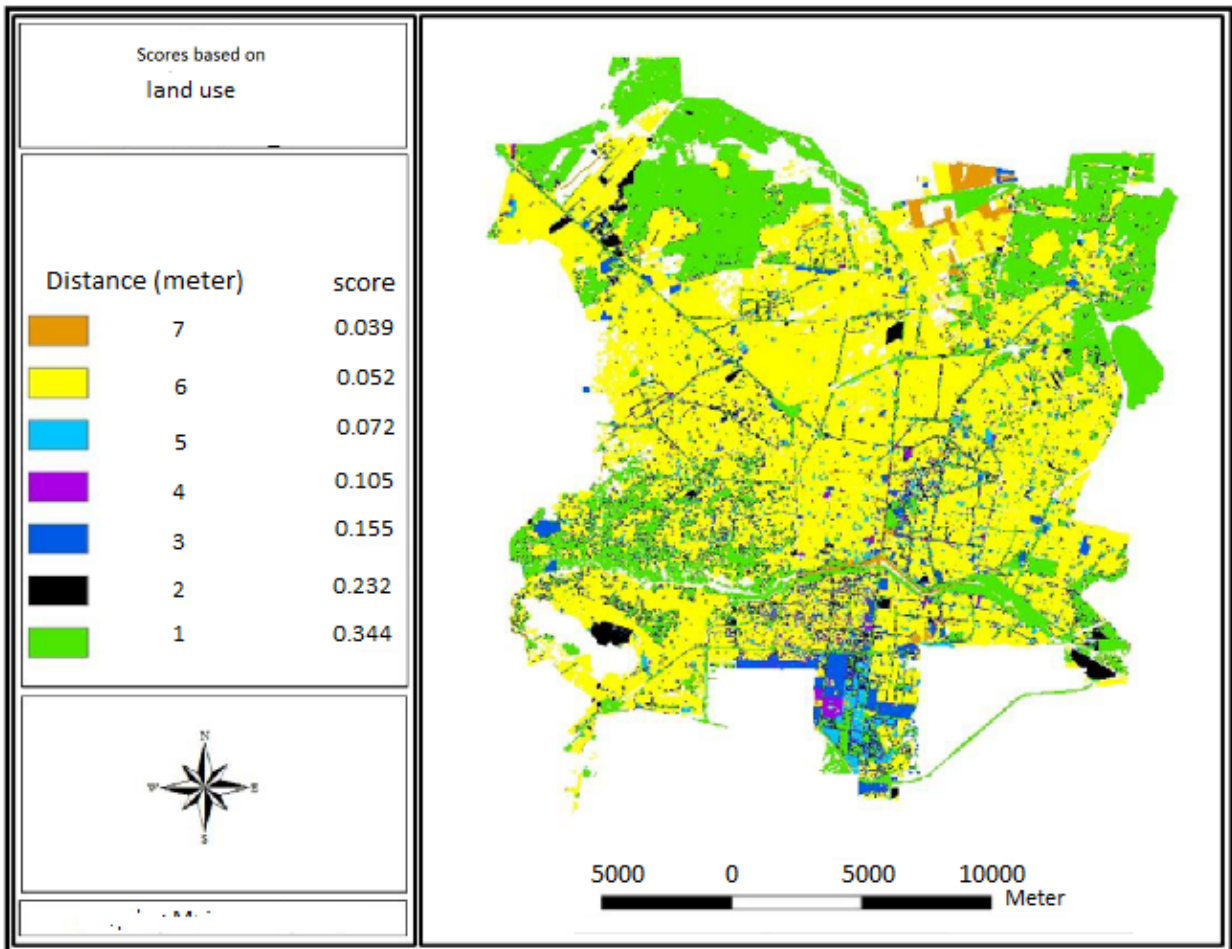 Scores based on
land use
Distance (meter) score
7 0.039
6 0.052
5 0.072
4 0.105
3 0.155
2 0.232
1 0.344
N
W E
S
5000 0 5000 10000
Meter